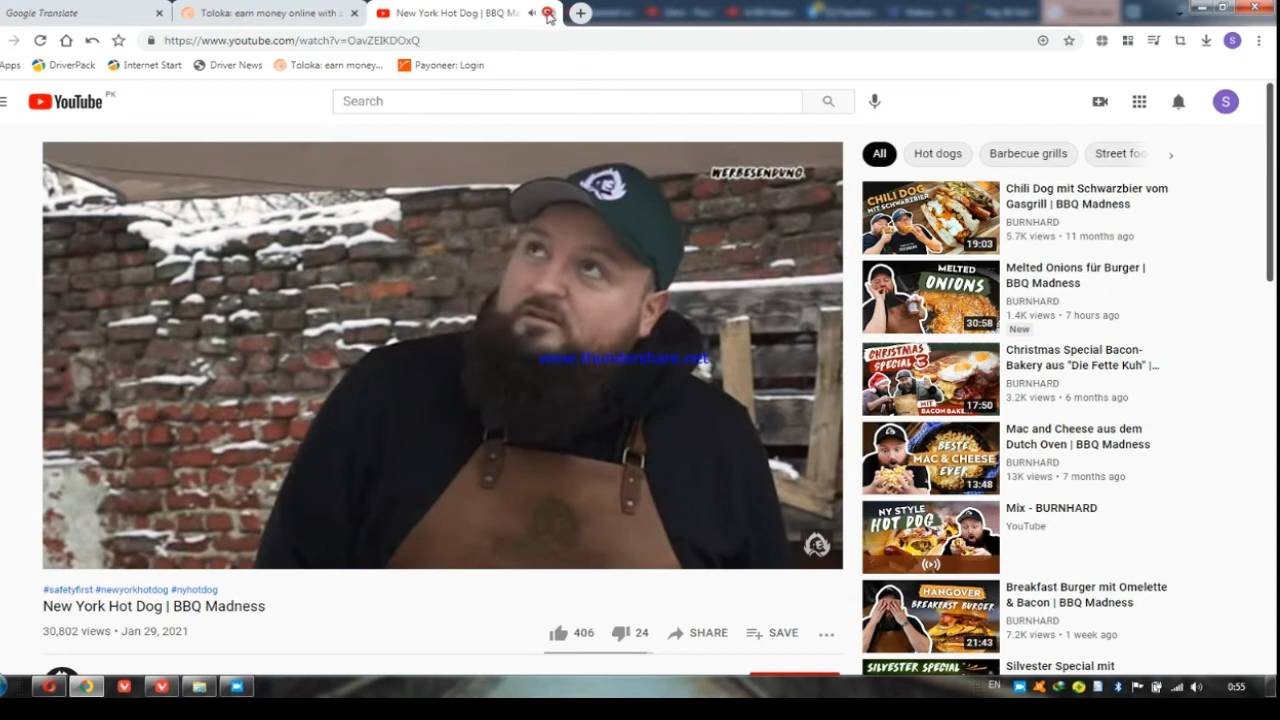 Google Translate
Toloka: earn money online with
New York Hot Dog | BBQ Ma
https://www.youtube.com/watch?v=OavZEIKDOxQ
Apps
DriverPack
Internet Start
Driver News
Toloka: earn money...
Payoneer: Login
YouTube PK
Search
S
S
WERBESENDUNG
www.thundershare.net
#safetyfirst #newyorkhotdog #nyhotdog
New York Hot Dog | BBQ Madness
30,802 views • Jan 29, 2021
406
24
SHARE
SAVE
All
Hot dogs
Barbecue grills
Street foo
CHILI DOG
MIT SCHWARZBIER
19:03
Chili Dog mit Schwarzbier vom
Gasgrill | BBQ Madness
BURNHARD
5.7K views • 11 months ago
MELTED
ONIONS
30:58
Melted Onions für Burger |
BBQ Madness
BURNHARD
1.4K views • 7 hours ago
New
CHRISTMAS
SPECIAL 3
MIT
BACON BAKE
17:50
Christmas Special Bacon-
Bakery aus "Die Fette Kuh" |...
BURNHARD
3.2K views • 6 months ago
BESTE
MAC & CHEESE
EVER
13:48
Mac and Cheese aus dem
Dutch Oven | BBQ Madness
BURNHARD
13K views • 7 months ago
NY STYLE
HOT DOG
Mix - BURNHARD
YouTube
HANGOVER
BREAKFAST BURGER
21:43
Breakfast Burger mit Omelette
& Bacon | BBQ Madness
BURNHARD
7.2K views • 1 week ago
SILVESTER SPECIAL
Silvester Special mit
EN
0:55